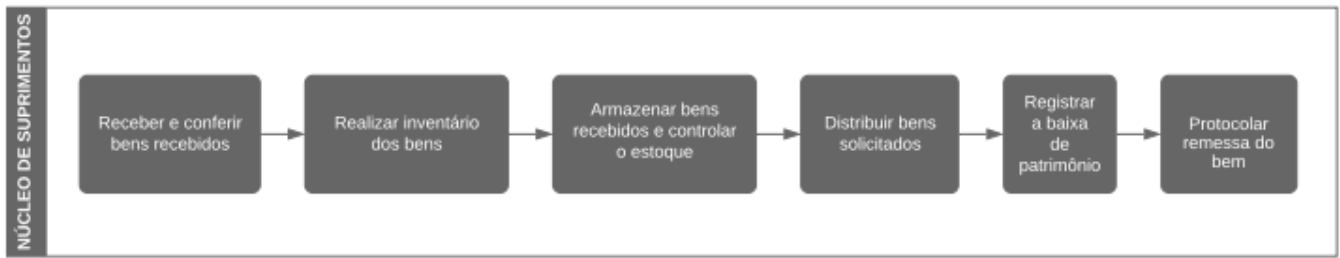 NÚCLEO DE SUPRIMENTOS
Receber e conferir
bens recebidos
Realizar inventário
dos bens
Armazenar bens
recebidos e controlar
o estoque
Distribuir bens
solicitados
Registrar
a baixa
de
patrimônio
Protocolar
remessa do
bem